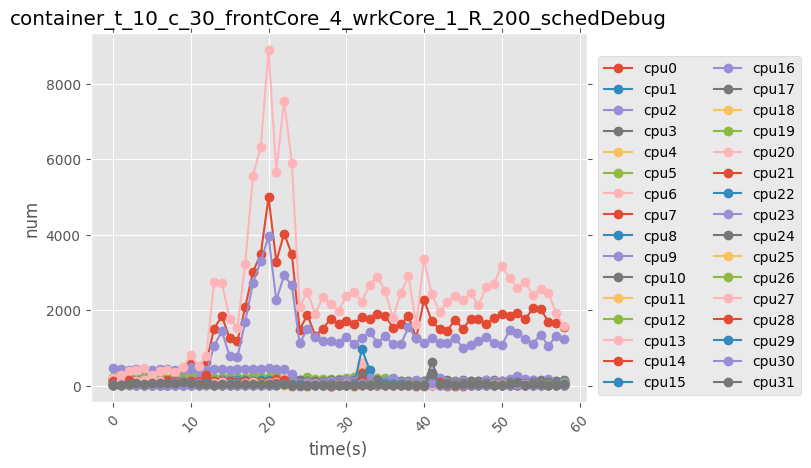 container_t_10_c_30_frontCore_4_wrkCore_1_R_200_schedDebug
num
8000
6000
4000
2000
0
0
10
20
30
40
50
60
time(s)
cpu0
cpu1
cpu2
cpu3
cpu4
cpu5
cpu6
cpu7
cpu8
cpu9
cpu10
cpu11
cpu12
cpu13
cpu14
cpu15
cpu16
cpu17
cpu18
cpu19
cpu20
cpu21
cpu22
cpu23
cpu24
cpu25
cpu26
cpu27
cpu28
cpu29
cpu30
cpu31